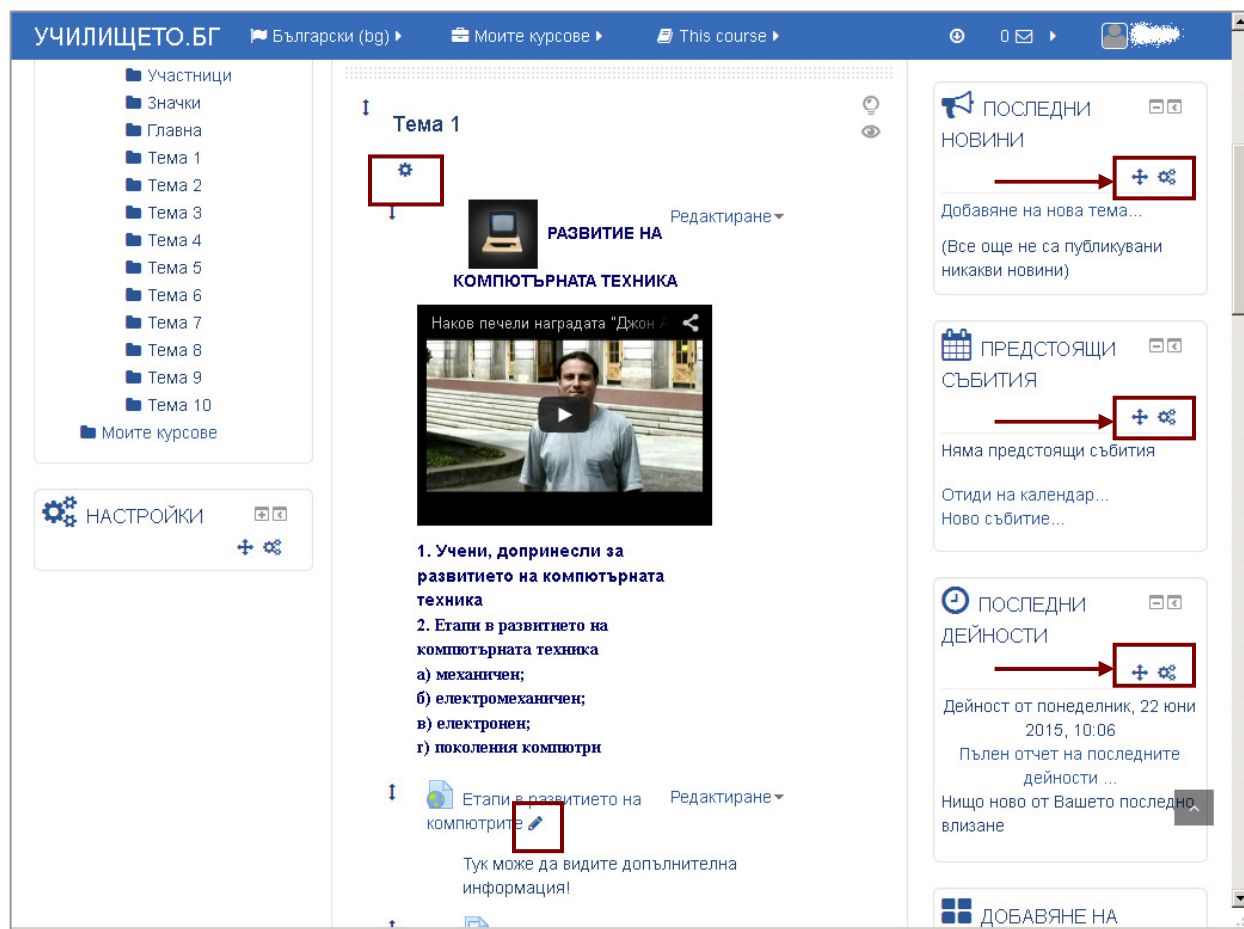 УЧИЛИЩЕТО.БГ
Български (bg)
Моите курсове
This course
0
Участници
Значки
Главна
Тема 1
Тема 2
Тема 3
Тема 4
Тема 5
Тема 6
Тема 7
Тема 8
Тема 9
Тема 10
Моите курсове
НАСТРОЙКИ
Тема 1
Редактиране
РАЗВИТИЕ НА
КОМПЮТЪРНАТА ТЕХНИКА
Наков печели наградата "Джон
1. Учени, допринесли за
развитието на компютърната
техника
2. Етапи в развитието на
компютърната техника
а) механичен;
б) електромеханичен;
в) електронен;
г) поколения компютри
Етапи в развитието на
компютрите
Редактиране
Тук може да видите допълнителна
информация!
ПОСЛЕДНИ
НОВИНИ
Добавяне на нова тема...
(Все още не са публикувани
никакви новини)
ПРЕДСТОЯЩИ
СЪБИТИЯ
Няма предстоящи събития
Отиди на календар...
Ново събитие...
ПОСЛЕДНИ
ДЕЙНОСТИ
Дейност от понеделник, 22 юни
2015, 10:06
Пълен отчет на последните
дейности ...
Нищо ново от Вашето последно
влизане
ДОБАВЯНЕ НА